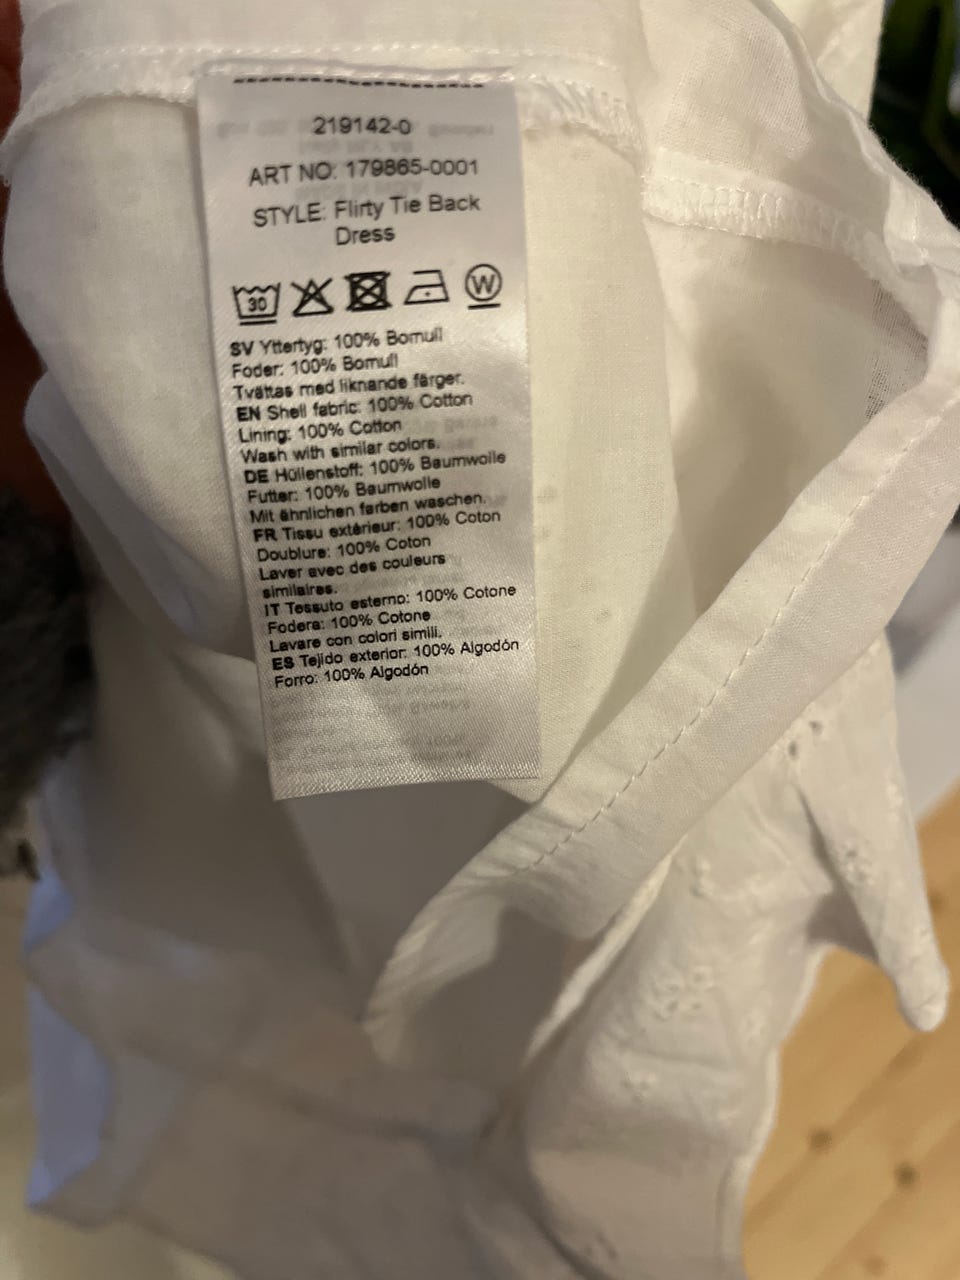 219142-0
ART NO: 179865-0001
STYLE: Flirty Tie Back
Dress
30
W
SV Yttertyg: 100% Bomull
Foder: 100% Bomull
Tvättas med liknande färger.
EN Shell fabric: 100% Cotton
Lining: 100% Cotton
Wash with similar colors.
DE Hüllenstoff: 100% Baumwolle
Futter: 100% Baumwolle
Mit ähnlichen farben waschen.
FR Tissu extérieur: 100% Coton
Doublure: 100% Coton
Laver avec des couleurs
similaires.
IT Tessuto esterno: 100% Cotone
Fodera: 100% Cotone
Lavare con colori simili.
ES Tejido exterior: 100% Algodón
Forro: 100% Algodón